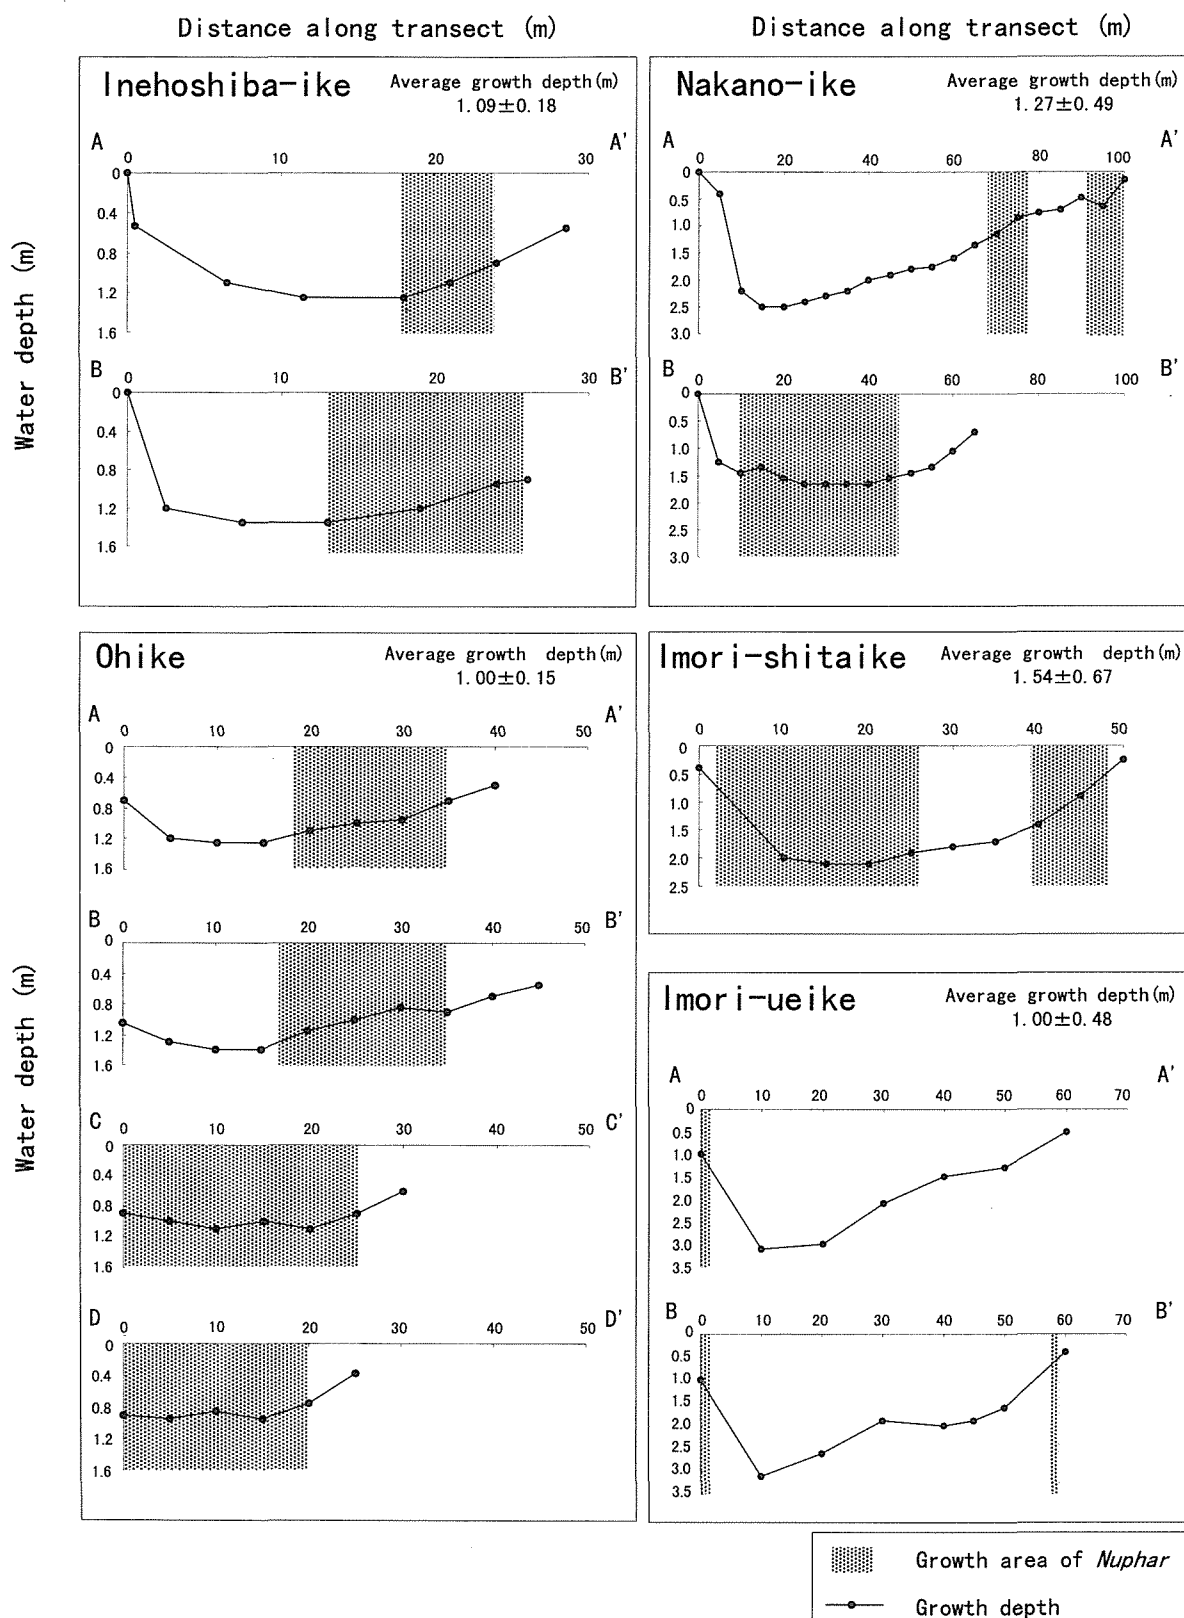 Distance along transect (m)
Distance along transect (m)
Water depth (m)
Inehoshiba-ike
Average growth depth(m)
1.09±0.18
A
A'
0 10 20 30
0
0.4
0.8
1.2
1.6
B
B'
0 10 20 30
0
0.4
0.8
1.2
1.6
Nakano-ike
Average growth depth(m)
1.27±0.49
A
A'
0 20 40 60 80 100
0
0.5
1.0
1.5
2.0
2.5
3.0
B
B'
0 20 40 60 80 100
0
0.5
1.0
1.5
2.0
2.5
3.0
Water depth (m)
Ohike
Average growth depth(m)
1.00±0.15
A
A'
0 10 20 30 40 50
0
0.4
0.8
1.2
1.6
B
B'
0 10 20 30 40 50
0
0.4
0.8
1.2
1.6
C
C'
0 10 20 30 40 50
0
0.4
0.8
1.2
1.6
D
D'
0 10 20 30 40 50
0
0.4
0.8
1.2
1.6
Imori-shitaike
Average growth depth(m)
1.54±0.67
0 10 20 30 40 50
0
0.5
1.0
1.5
2.0
2.5
Imori-ueike
Average growth depth(m)
1.00±0.48
A
A'
0 10 20 30 40 50 60 70
0
0.5
1.0
1.5
2.0
2.5
3.0
3.5
B
B'
0 10 20 30 40 50 60 70
0
0.5
1.0
1.5
2.0
2.5
3.0
3.5
Growth area of Nuphar
Growth depth